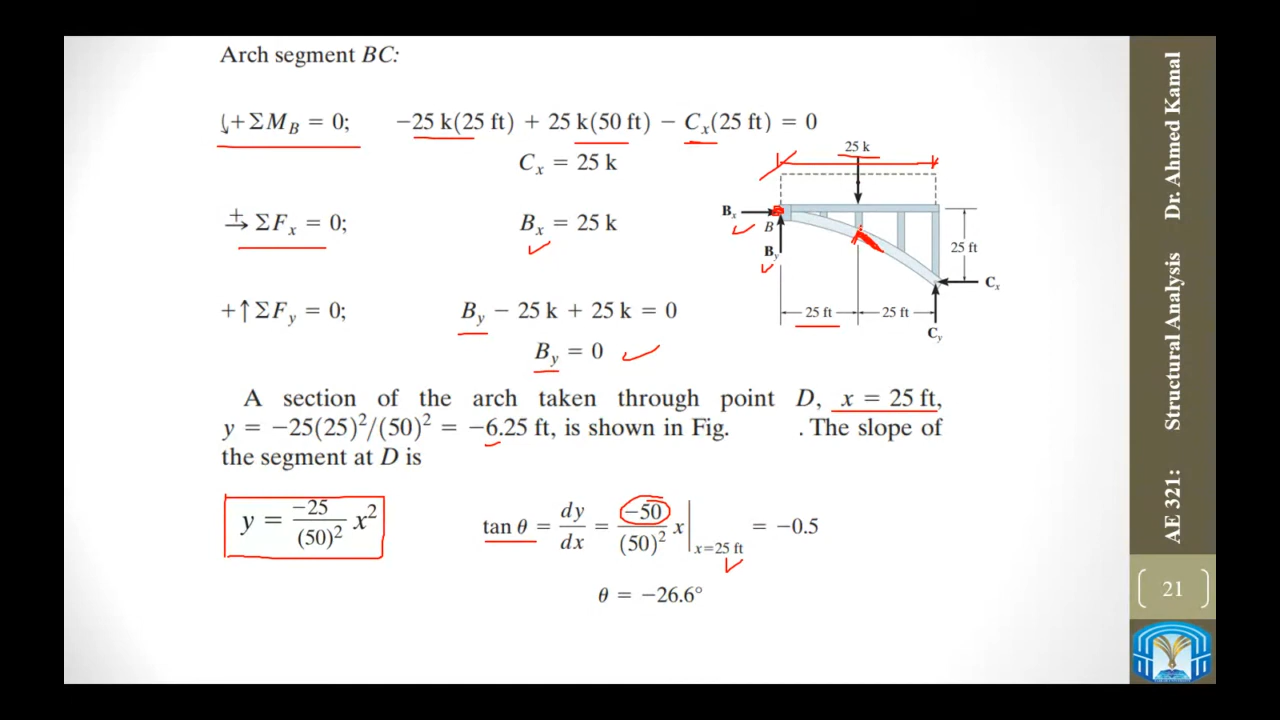 Arch segment BC:
↓+ΣM_B = 0; −25 k(25 ft) + 25 k(50 ft) − C_x(25 ft) = 0
C_x = 25 k
→+ ΣF_x = 0; B_x = 25 k
+↑ΣF_y = 0; B_y − 25 k + 25 k = 0
B_y = 0
A section of the arch taken through point D, x = 25 ft,
y = −25(25)²/(50)² = −6.25 ft, is shown in Fig. . The slope of
the segment at D is
y = −25/(50)² x²
tan θ = dy/dx = −50/(50)² x|x=25 ft = −0.5
θ = −26.6°
25 k
B_x
B
B_y
25 ft
C_x
25 ft
25 ft
C_y
AE 321: Structural Analysis Dr. Ahmed Kamal
21